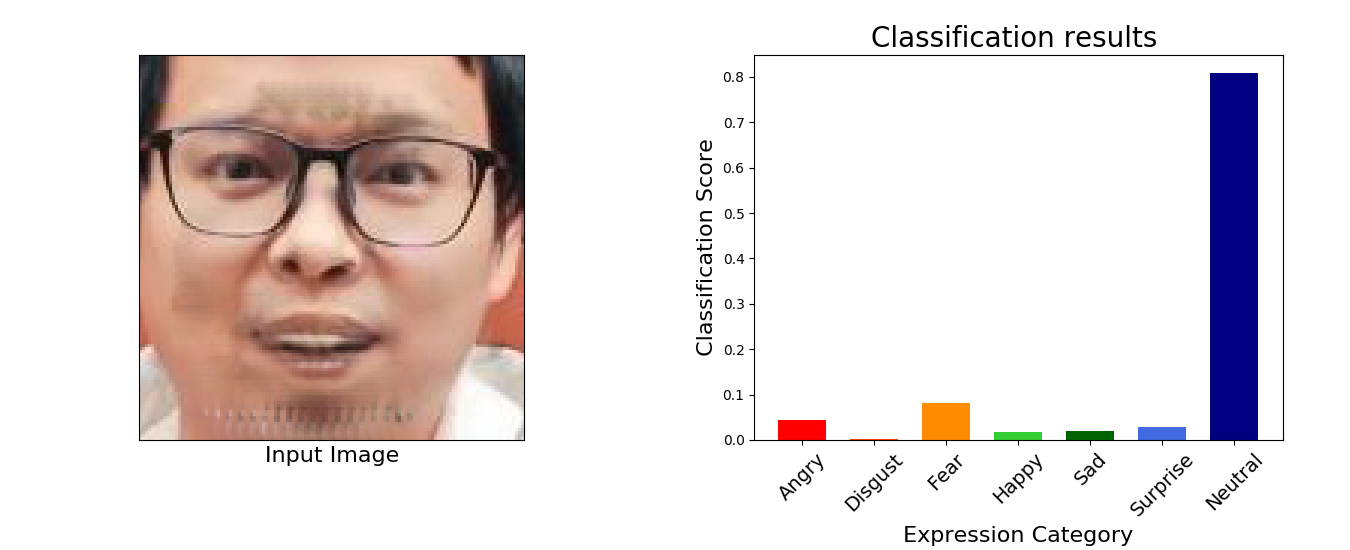 Input Image
Classification results
Classification Score
0.8
0.7
0.6
0.5
0.4
0.3
0.2
0.1
0.0
Angry
Disgust
Fear
Happy
Sad
Surprise
Neutral
Expression Category